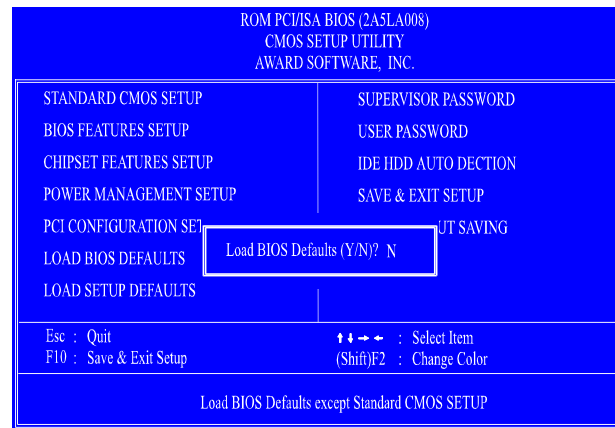 ROM PCI/ISA BIOS (2A5LA008)
CMOS SETUP UTILITY
AWARD SOFTWARE, INC.
STANDARD CMOS SETUP
BIOS FEATURES SETUP
CHIPSET FEATURES SETUP
POWER MANAGEMENT SETUP
PCI CONFIGURATION SET
LOAD BIOS DEFAULTS
LOAD SETUP DEFAULTS
SUPERVISOR PASSWORD
USER PASSWORD
IDE HDD AUTO DECTION
SAVE & EXIT SETUP
UT SAVING
Load BIOS Defaults (Y/N)? N
Esc : Quit
F10 : Save & Exit Setup
↑ ↓ → ← : Select Item
(Shift)F2 : Change Color
Load BIOS Defaults except Standard CMOS SETUP